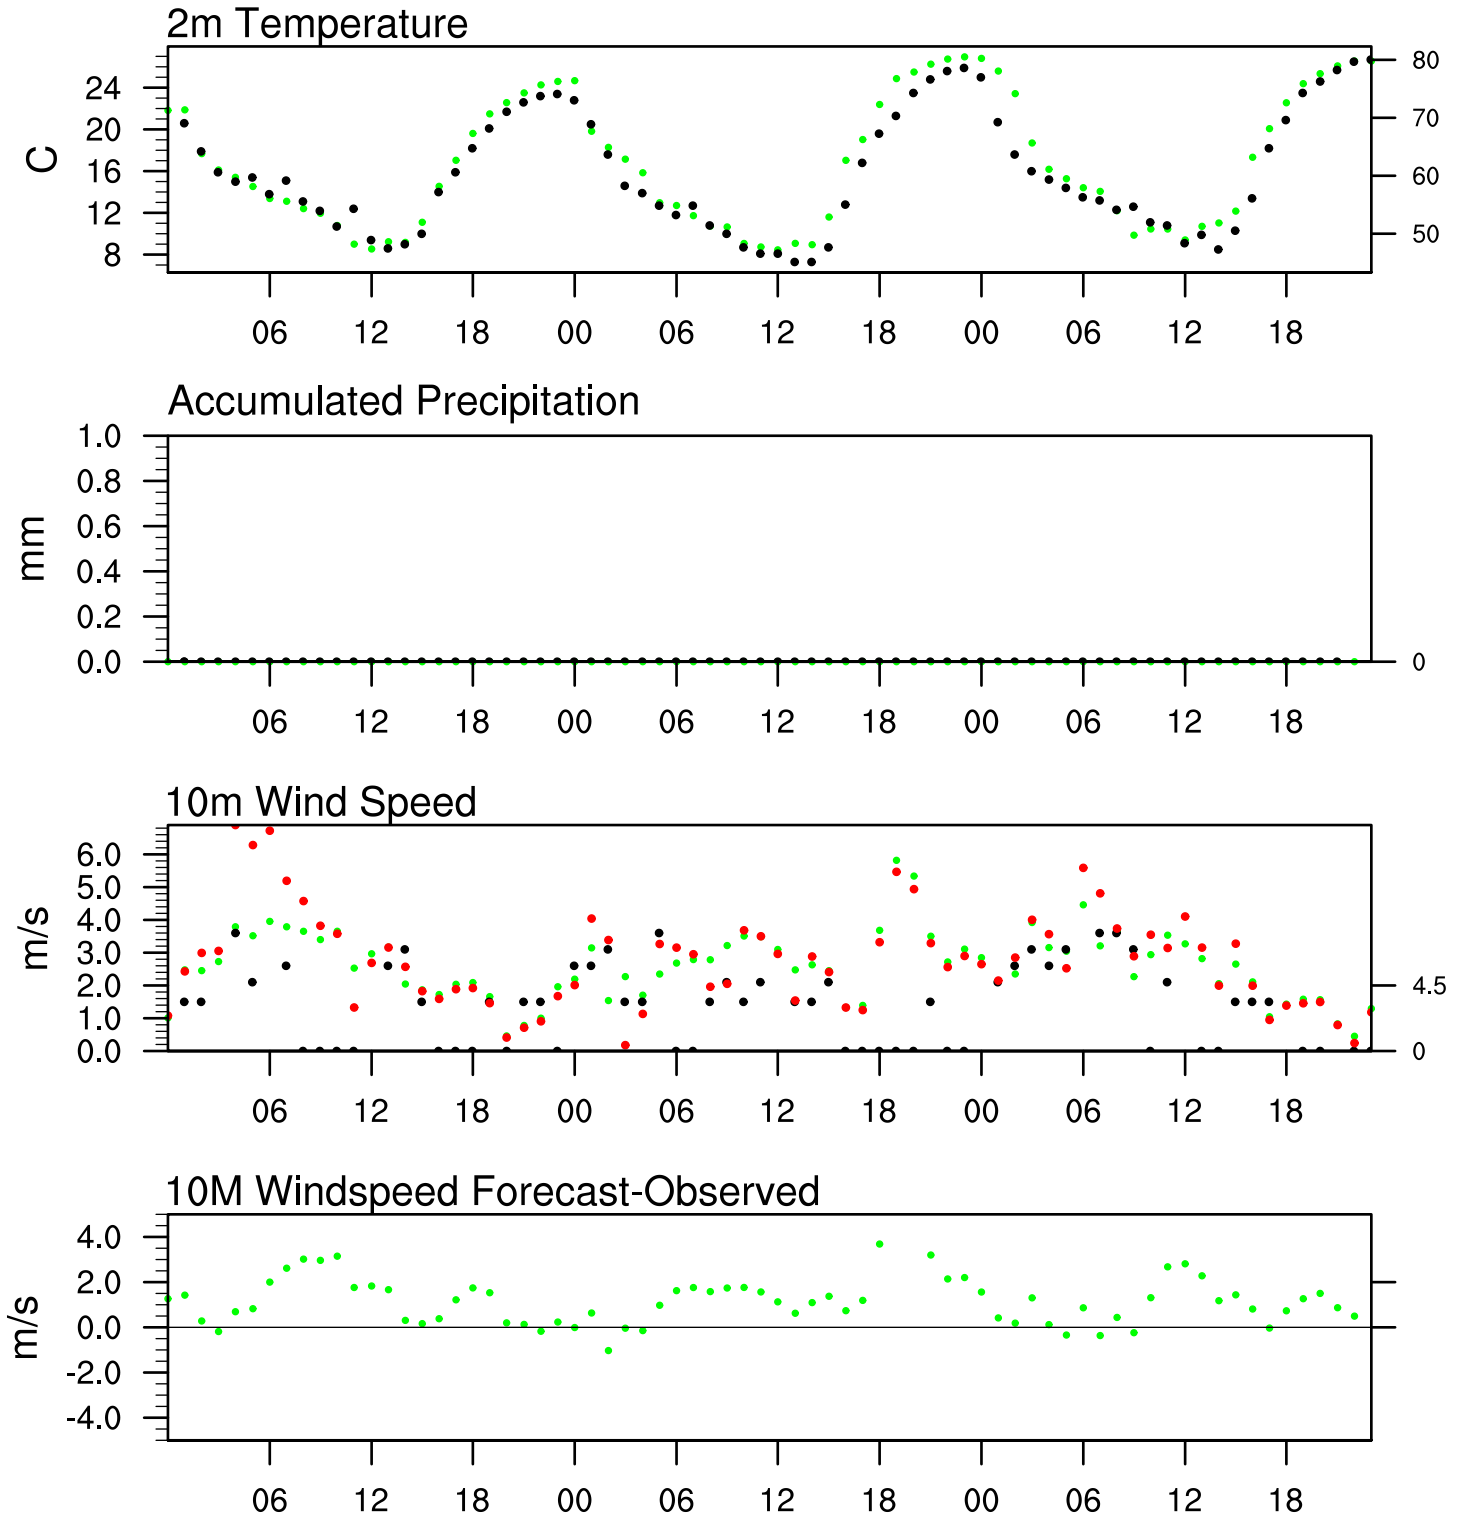 2m Temperature
24
20
16
12
8
C
80
70
60
50
06 12 18 00 06 12 18 00 06 12 18
Accumulated Precipitation
1.0
0.8
0.6
0.4
0.2
0.0
mm
0
06 12 18 00 06 12 18 00 06 12 18
10m Wind Speed
6.0
5.0
4.0
3.0
2.0
1.0
0.0
m/s
4.5
0
06 12 18 00 06 12 18 00 06 12 18
10M Windspeed Forecast-Observed
4.0
2.0
0.0
-2.0
-4.0
m/s
06 12 18 00 06 12 18 00 06 12 18